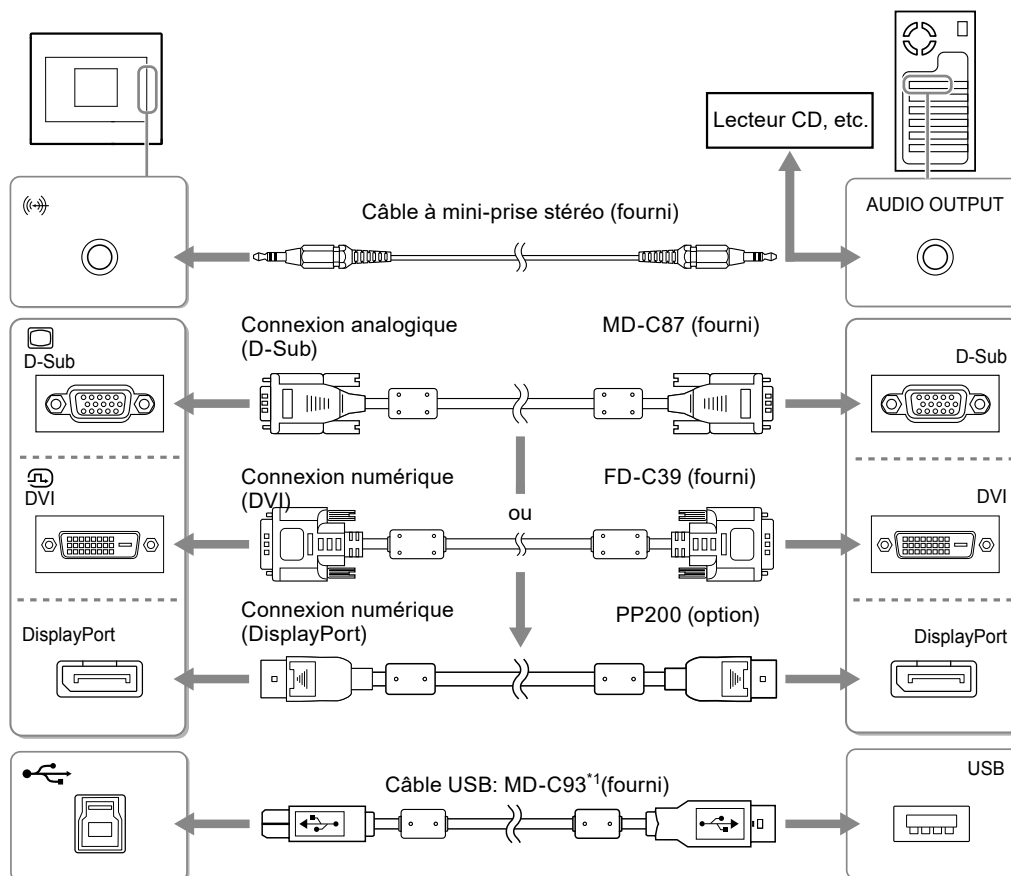 Lecteur CD, etc.
Câble à mini-prise stéréo (fourni)
AUDIO OUTPUT
Connexion analogique
(D-Sub)
MD-C87 (fourni)
D-Sub
D-Sub
Connexion numérique
(DVI)
FD-C39 (fourni)
DVI
DVI
ou
Connexion numérique
(DisplayPort)
PP200 (option)
DisplayPort
DisplayPort
Câble USB: MD-C93*1(fourni)
USB